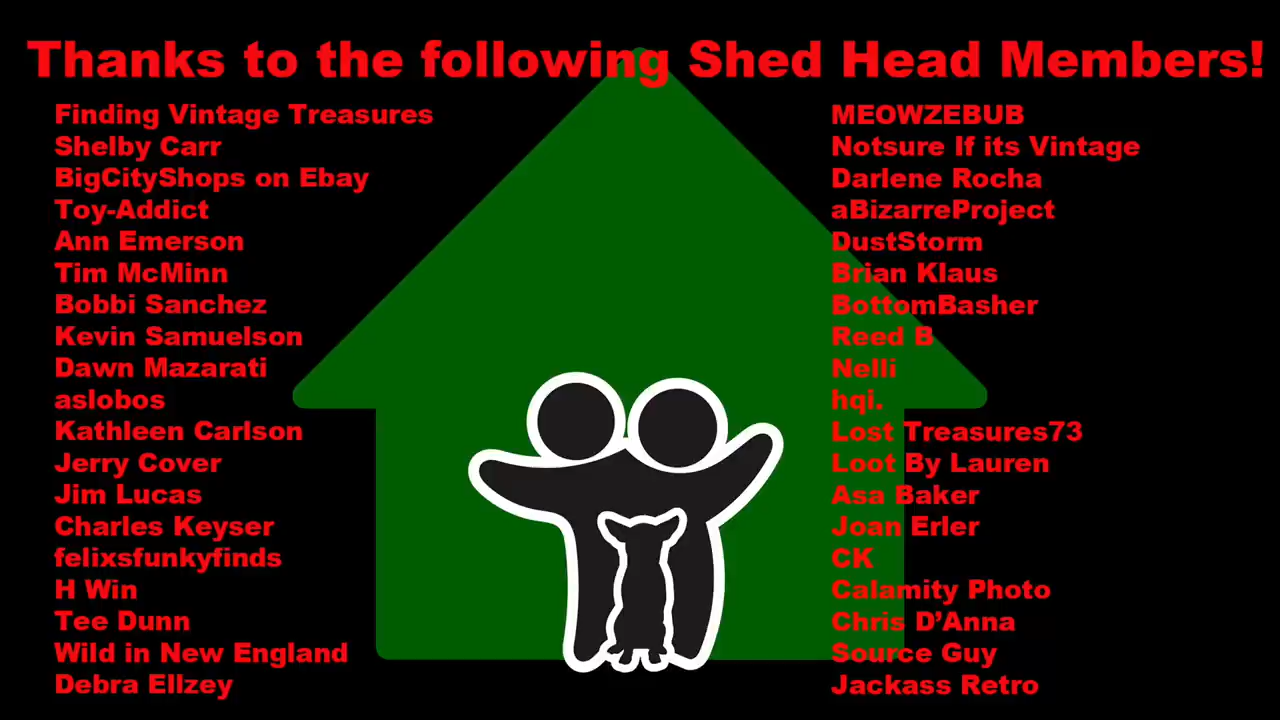 Thanks to the following Shed Head Members!
Finding Vintage Treasures
Shelby Carr
BigCityShops on Ebay
Toy-Addict
Ann Emerson
Tim McMinn
Bobbi Sanchez
Kevin Samuelson
Dawn Mazarati
aslobos
Kathleen Carlson
Jerry Cover
Jim Lucas
Charles Keyser
felixsfunkyfinds
H Win
Tee Dunn
Wild in New England
Debra Ellzey
MEOWZEBUB
Notsure If its Vintage
Darlene Rocha
aBizarreProject
DustStorm
Brian Klaus
BottomBasher
Reed B
Nelli
hqi.
Lost Treasures73
Loot By Lauren
Asa Baker
Joan Erler
CK
Calamity Photo
Chris D’Anna
Source Guy
Jackass Retro